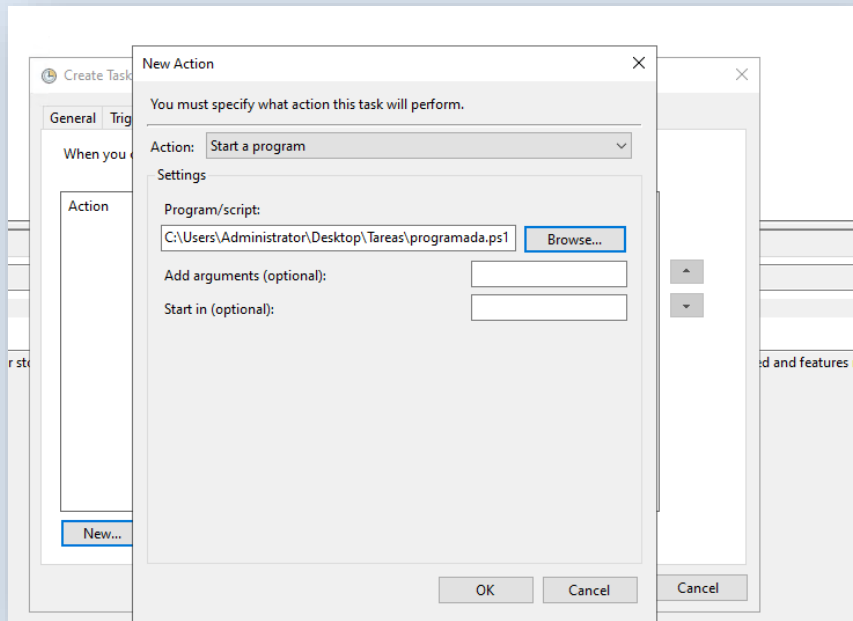 New Action
Create Task
You must specify what action this task will perform.
General Trig
Action: Start a program
When you
Settings
Action
Program/script:
C:\Users\Administrator\Desktop\Tareas\programada.ps1 Browse...
Add arguments (optional):
Start in (optional):
ed and features
New...
OK Cancel Cancel